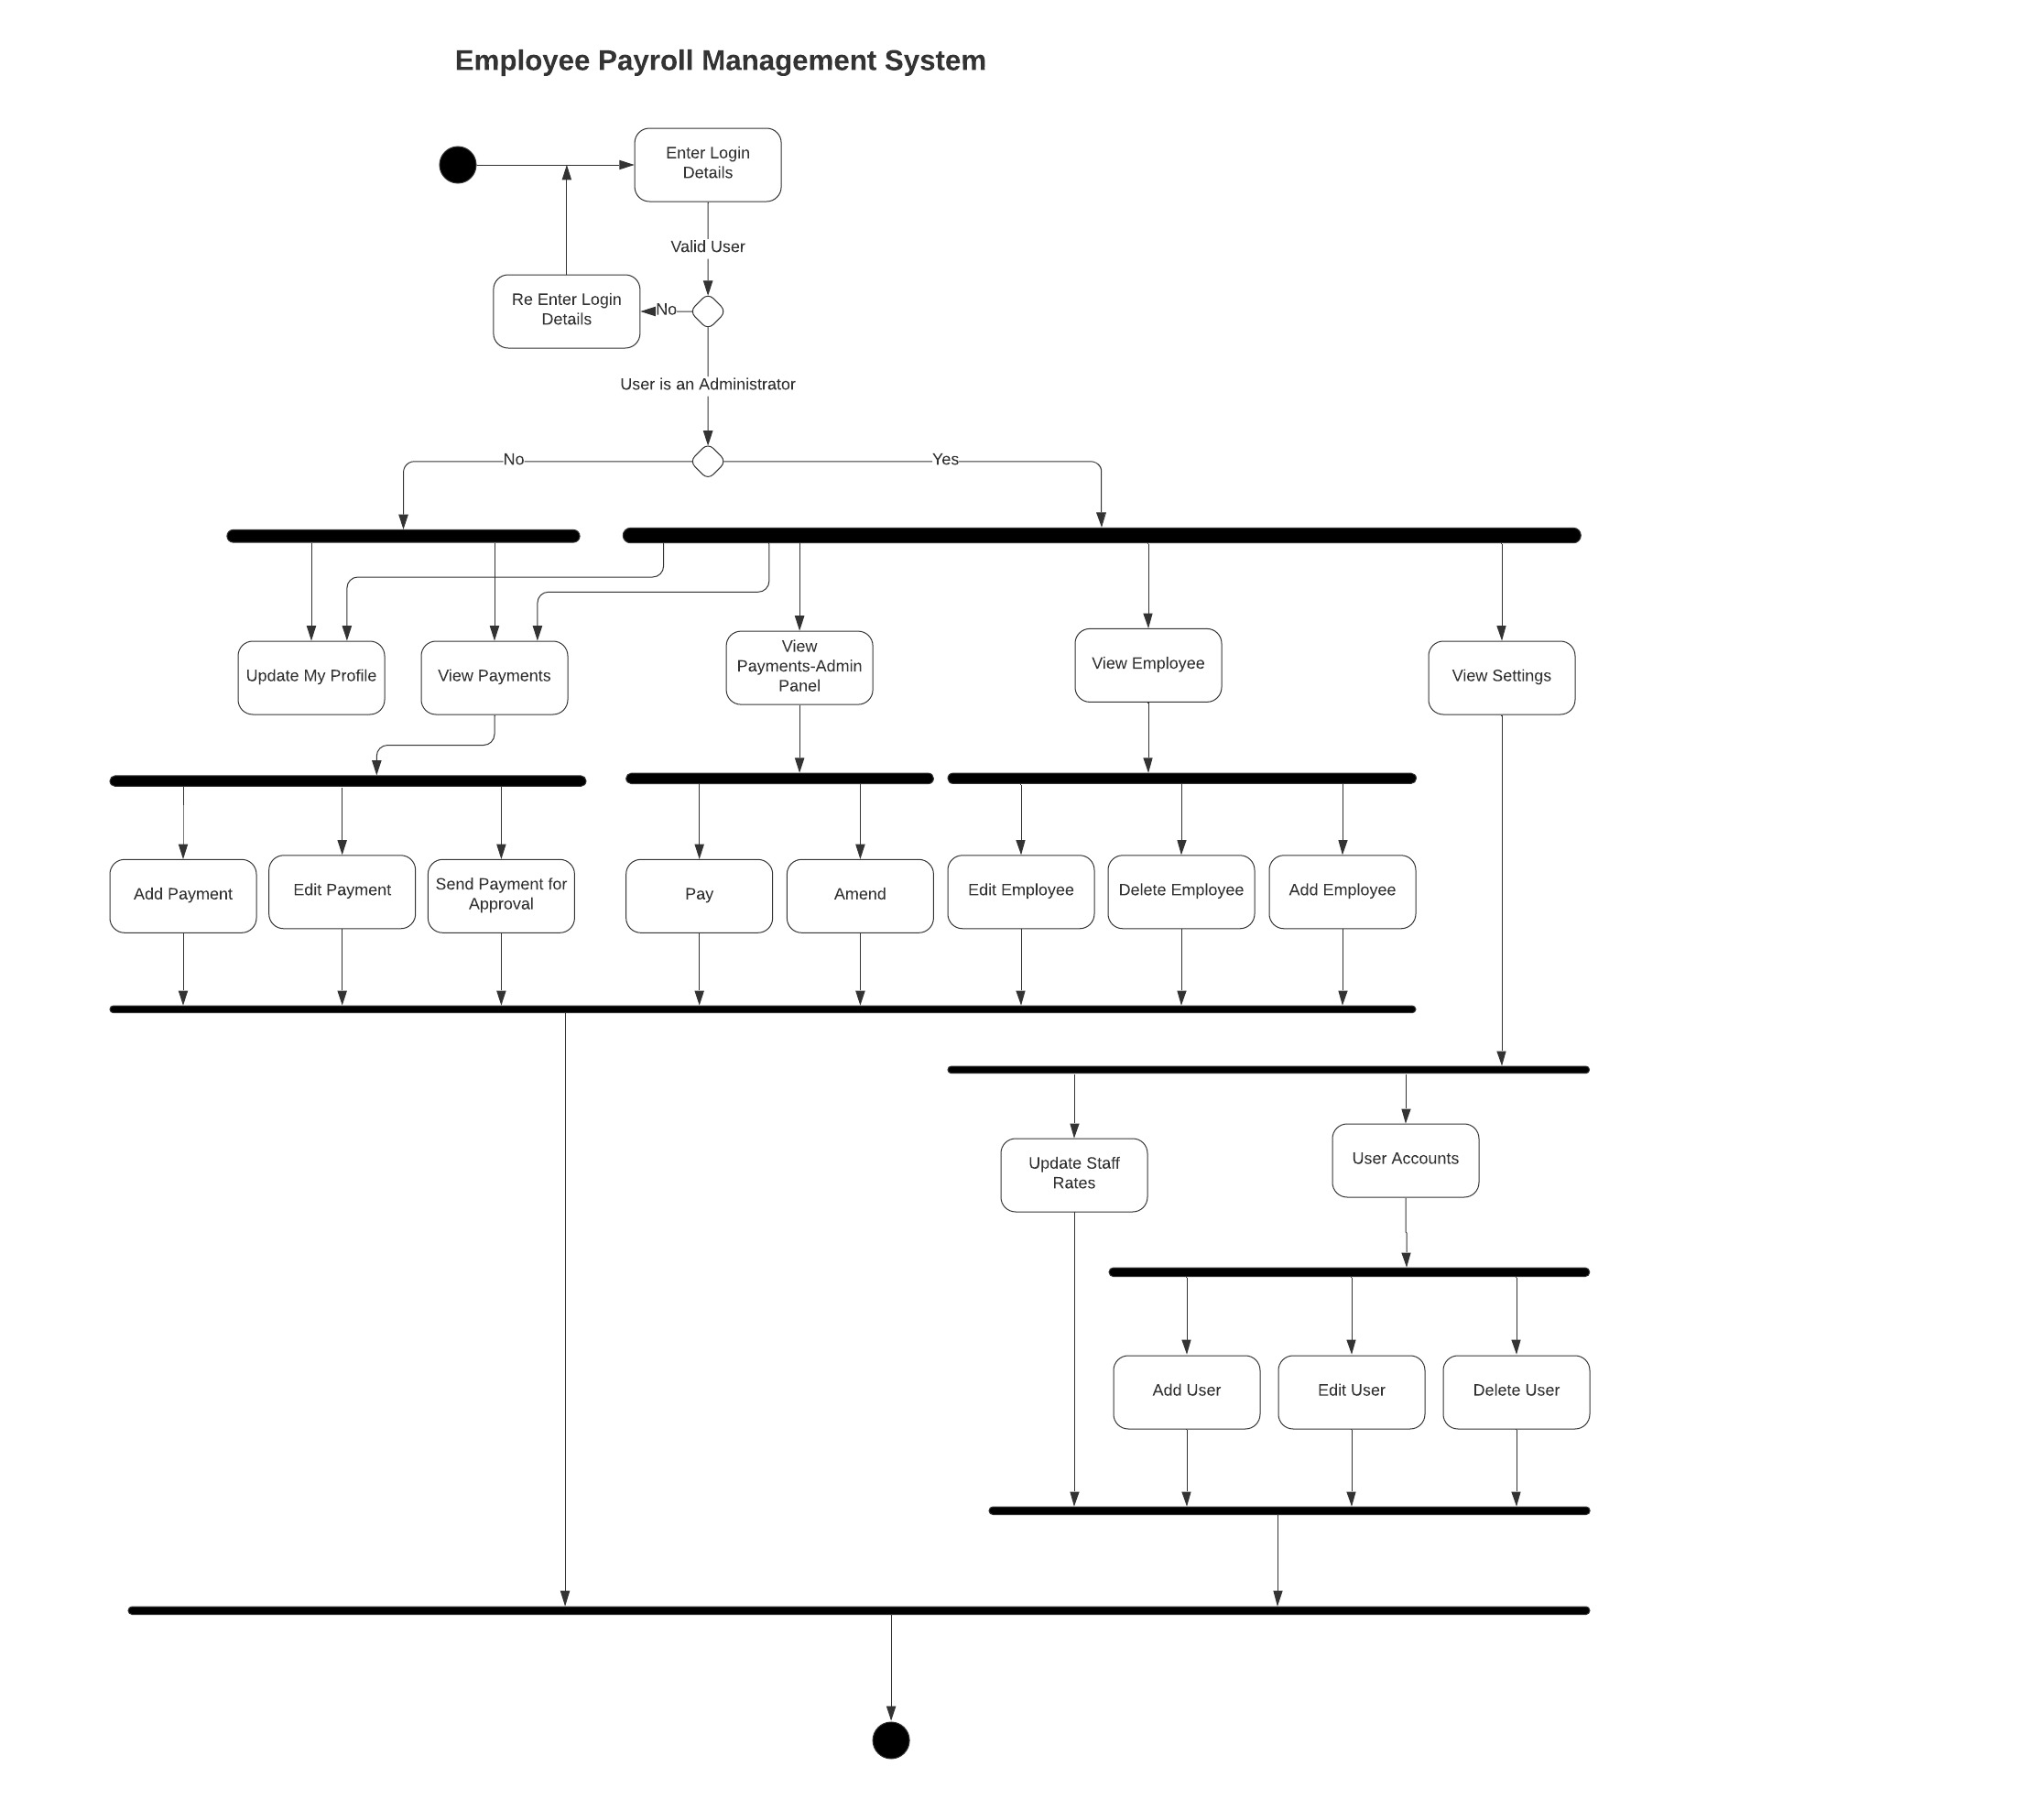 Employee Payroll Management System
Enter Login
Details
Valid User
Re Enter Login
Details
No
User is an Administrator
No
Yes
Update My Profile
View Payments
View
Payments-Admin
Panel
View Employee
View Settings
Add Payment
Edit Payment
Send Payment for
Approval
Pay
Amend
Edit Employee
Delete Employee
Add Employee
Update Staff
Rates
User Accounts
Add User
Edit User
Delete User